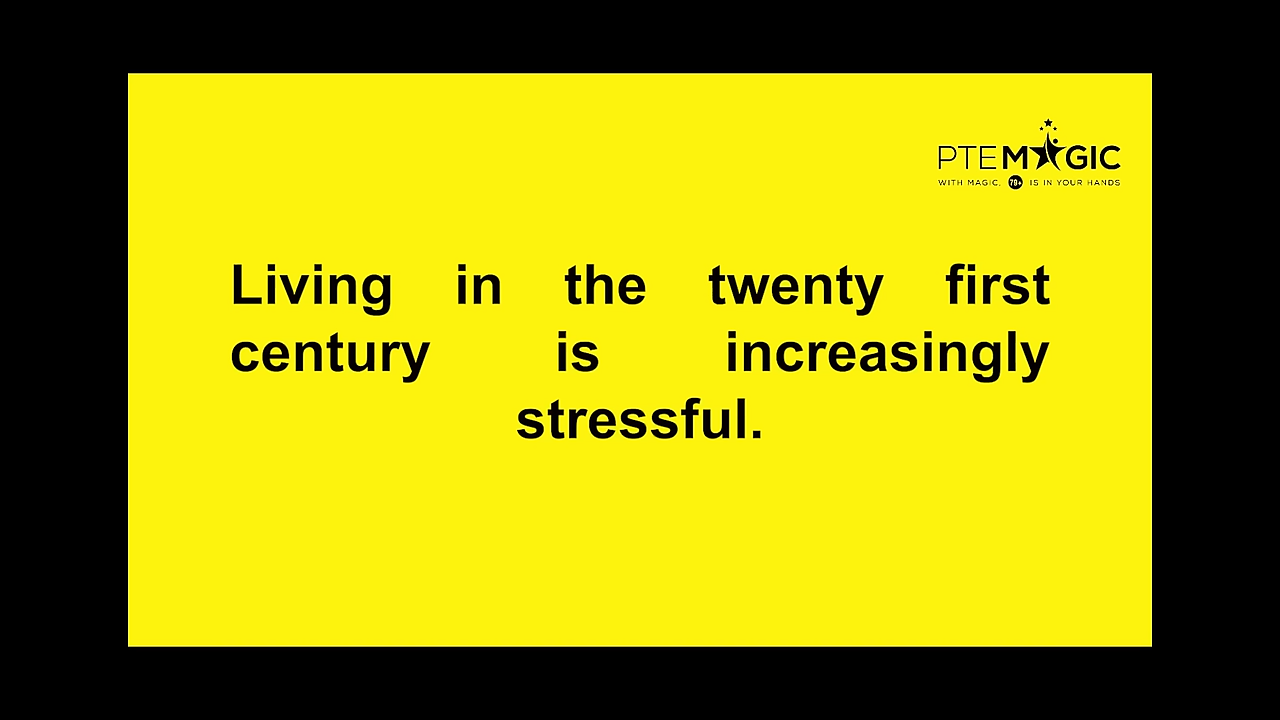 PTEMAGIC
WITH MAGIC, 79+ IS IN YOUR HANDS
Living in the twenty first
century is increasingly
stressful.